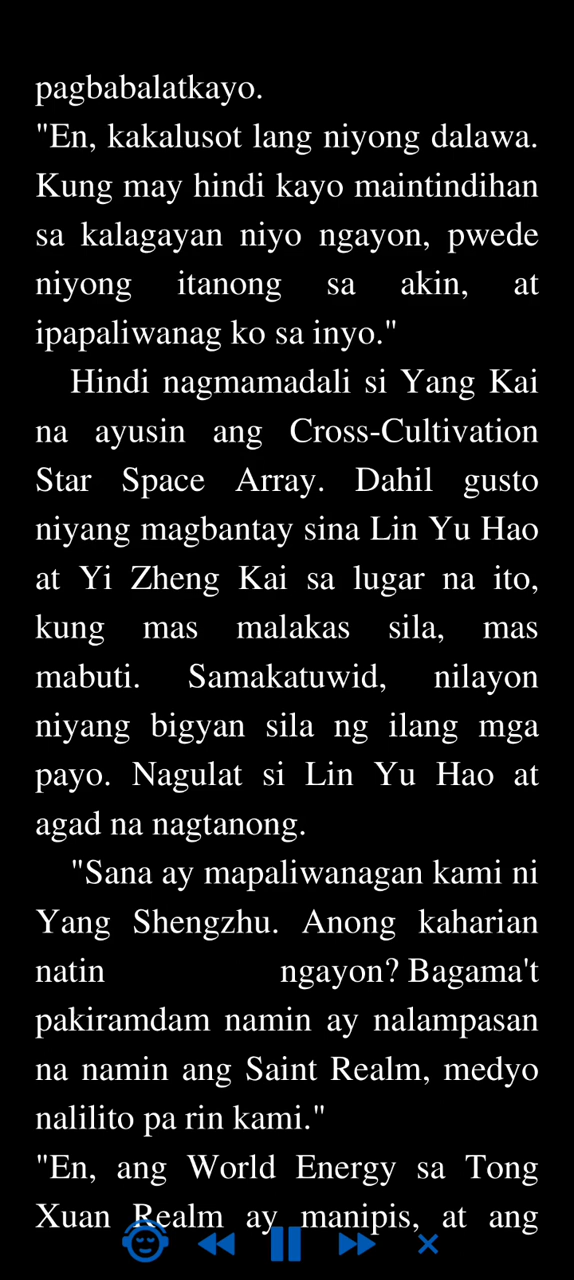 pagbabalatkayo.
"En, kakalusot lang niyong dalawa.
Kung may hindi kayo maintindihan
sa kalagayan niyo ngayon, pwede
niyong itanong sa akin, at
ipapaliwanag ko sa inyo."
Hindi nagmamadali si Yang Kai
na ayusin ang Cross-Cultivation
Star Space Array. Dahil gusto
niyang magbantay sina Lin Yu Hao
at Yi Zheng Kai sa lugar na ito,
kung mas malakas sila, mas
mabuti. Samakatuwid, nilayon
niyang bigyan sila ng ilang mga
payo. Nagulat si Lin Yu Hao at
agad na nagtanong.
"Sana ay mapaliwanagan kami ni
Yang Shengzhu. Anong kaharian
natin ngayon? Bagama't
pakiramdam namin ay nalampasan
na namin ang Saint Realm, medyo
nalilito pa rin kami."
"En, ang World Energy sa Tong
Xuan Realm ay manipis, at ang